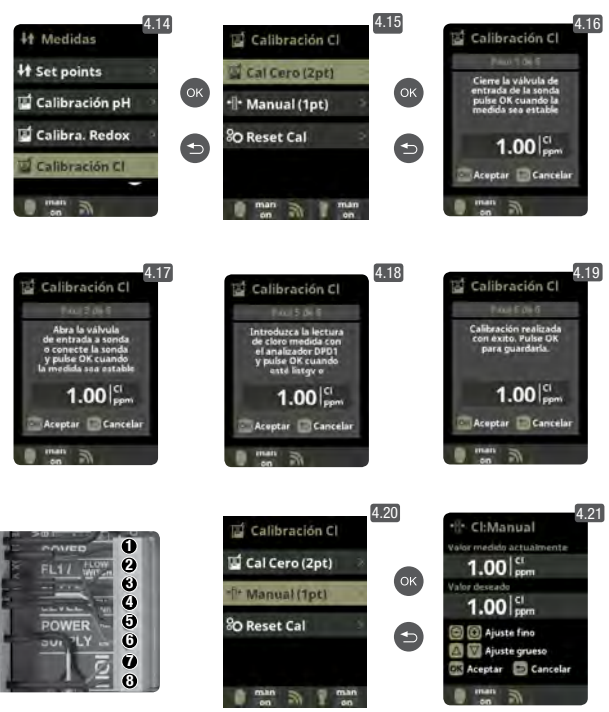 4.14
Medidas
Set points
Calibración pH
Calibra. Redox
Calibración Cl
man
on
OK
4.15
Calibración Cl
Cal Cero (2pt)
Manual (1pt)
Reset Cal
man
on
man
on
OK
4.16
Calibración Cl
Cierre la válvula de
entrada de la sonda
pulse OK cuando la
medida sea estable
1.00 Cl
ppm
OK Aceptar Cancelar
man
on
4.17
Calibración Cl
Abra la válvula
de entrada a sonda
o conecte la sonda
y pulse OK cuando
la medida sea estable
1.00 Cl
ppm
OK Aceptar Cancelar
man
on
4.18
Calibración Cl
Introduzca la lectura
de cloro medida con
el analizador DPD1
y pulse OK cuando
1.00 Cl
ppm
OK Aceptar Cancelar
man
on
4.19
Calibración Cl
Calibración realizada
con éxito. Pulse OK
para guardarla.
1.00 Cl
ppm
OK Aceptar Cancelar
man
on
COVER
FL1 / FLOW
SWITCH
LEVEL
POWER
SUPPLY
1
2
3
4
5
6
7
8
4.20
Calibración Cl
Cal Cero (2pt)
Manual (1pt)
Reset Cal
man
on
man
on
OK
4.21
Cl:Manual
Valor medido actualmente
1.00 Cl
ppm
Valor deseado
1.00 Cl
ppm
Ajuste fino
Ajuste grueso
OK Aceptar Cancelar
man
on